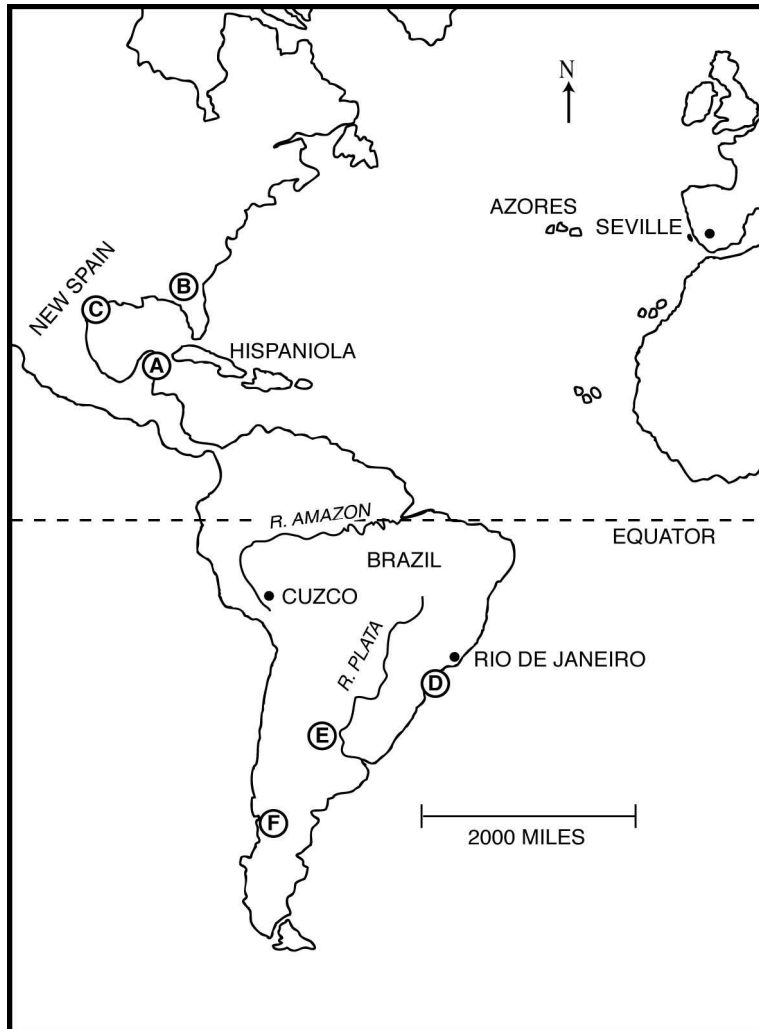 N
AZORES
SEVILLE
NEW SPAIN
B
C
HISPANIOLA
A
R. AMAZON
EQUATOR
BRAZIL
CUZCO
R. PLATA
RIO DE JANEIRO
D
E
F
2000 MILES